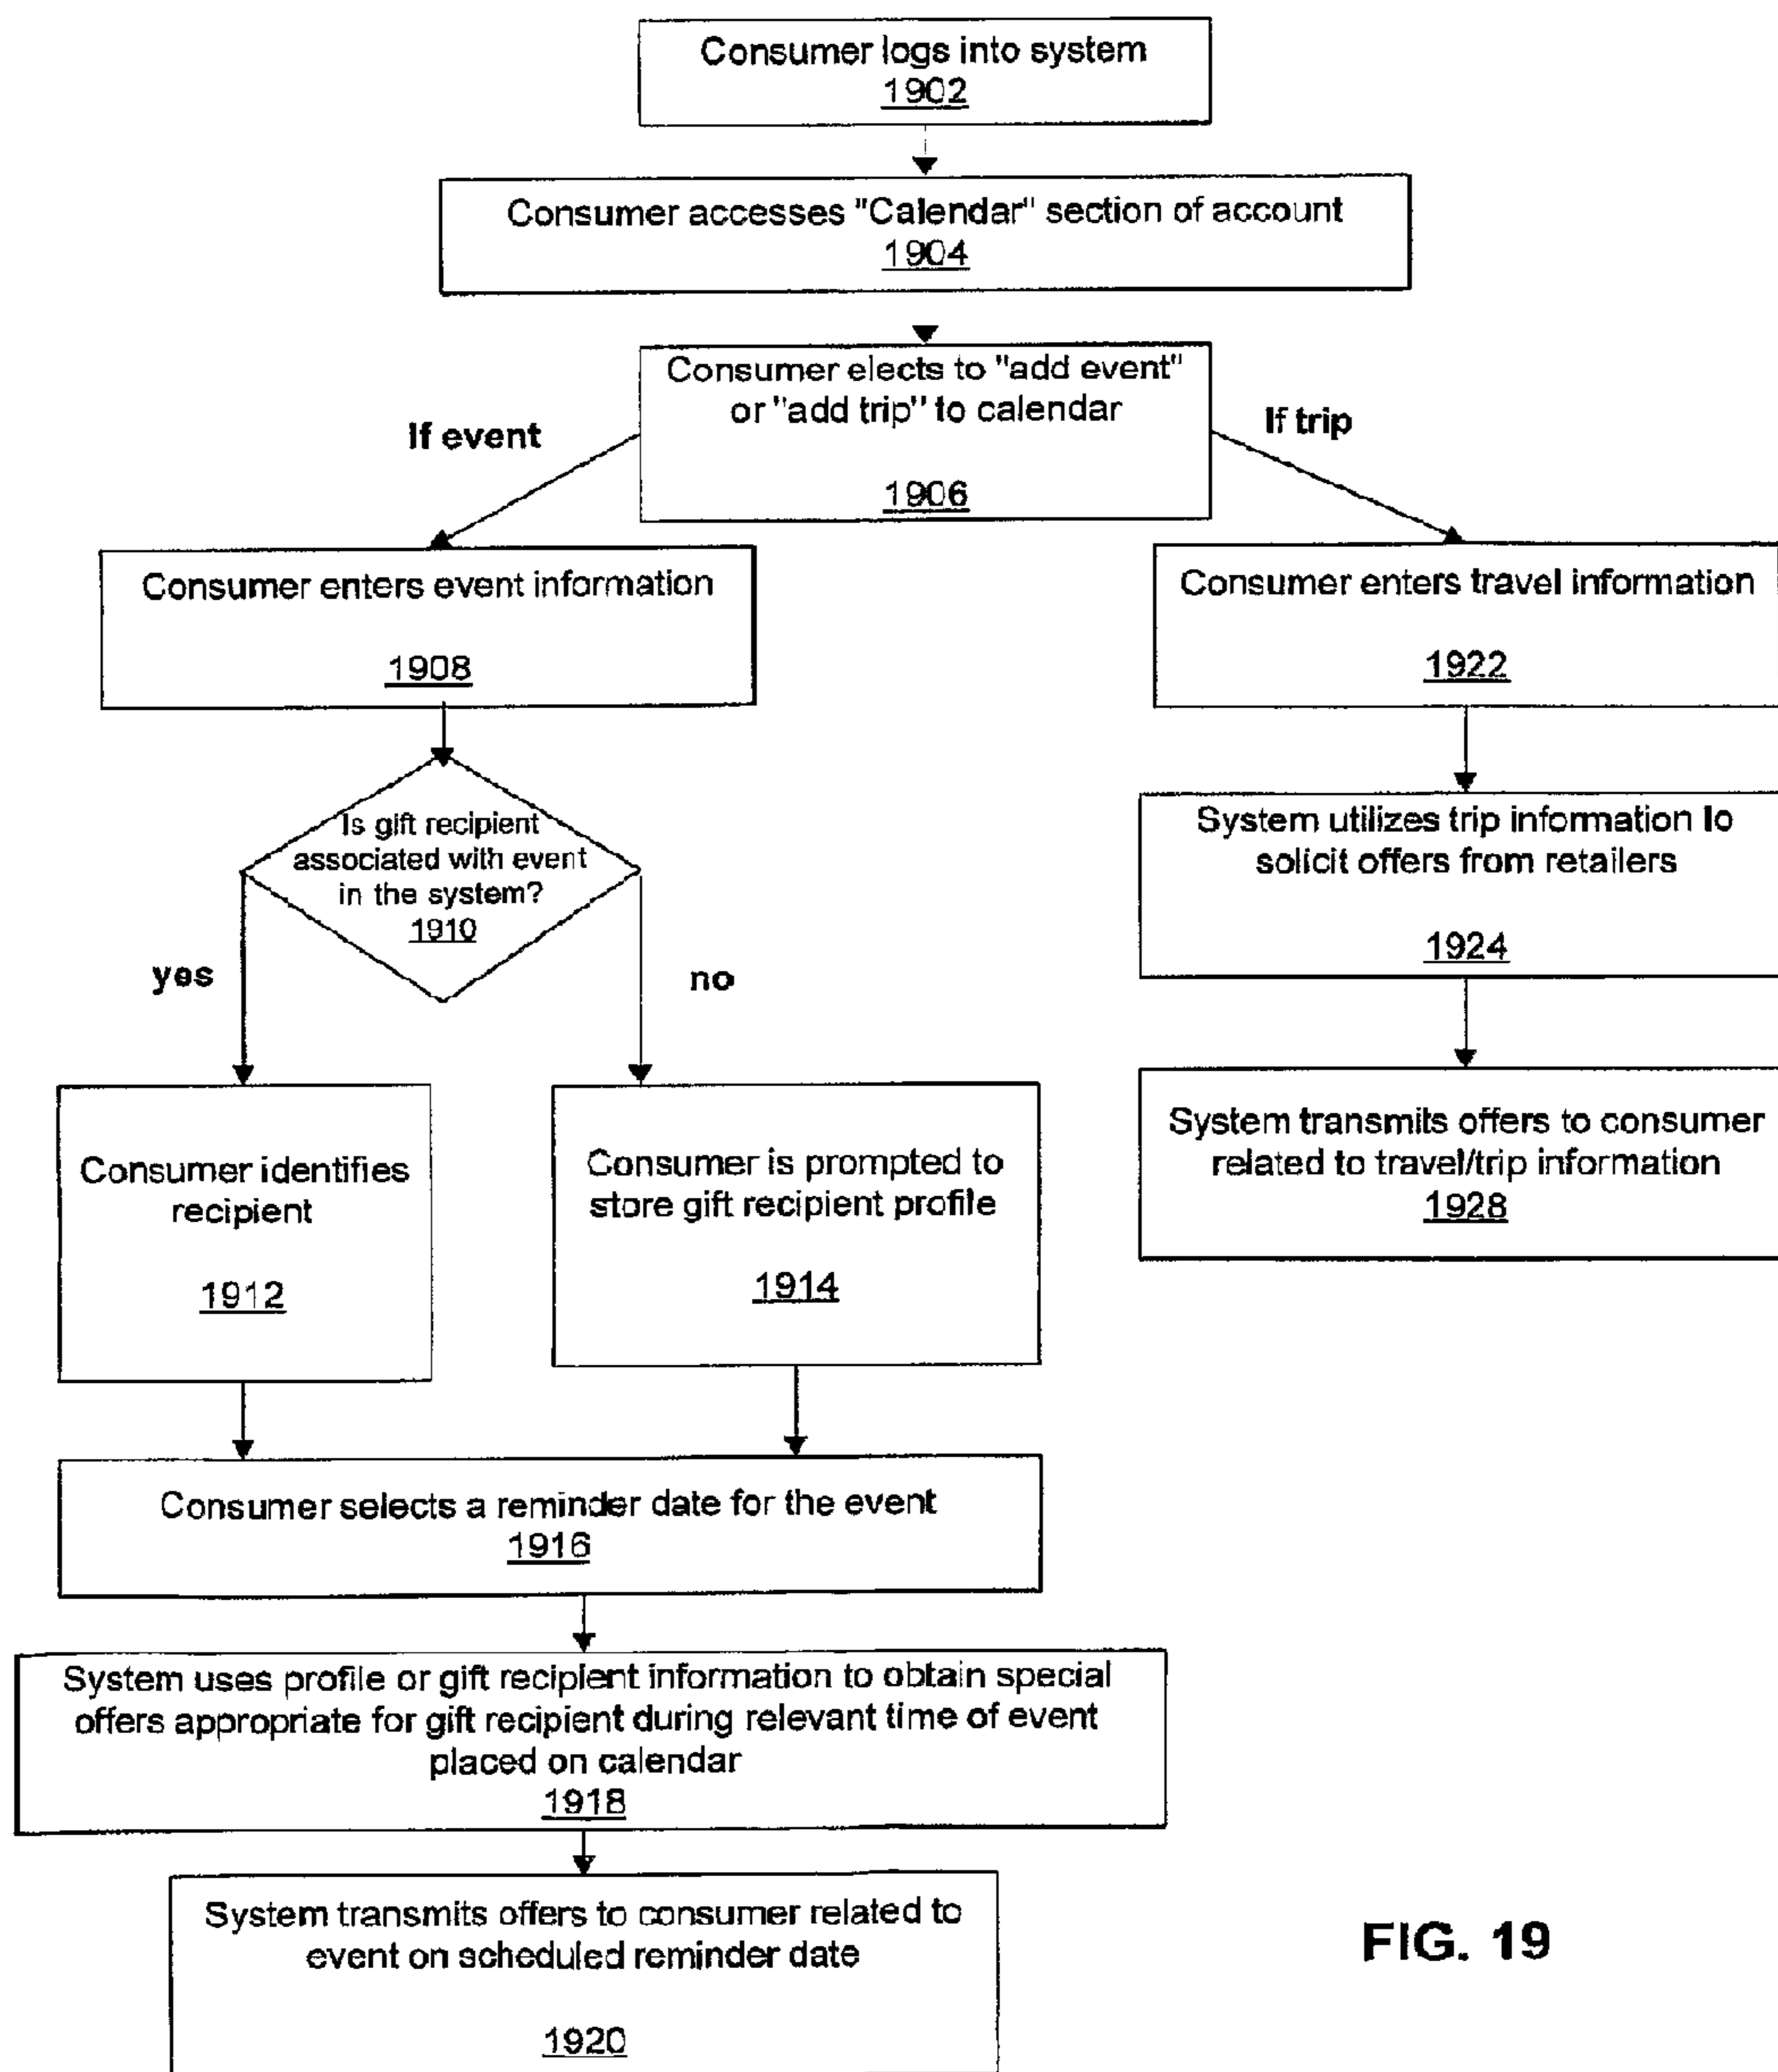 Consumer logs into system
1902
Consumer accesses "Calendar" section of account
1904
Consumer elects to "add event"
or "add trip" to calendar
1906
If event
If trip
Consumer enters event information
1908
Consumer enters travel information
1922
Is gift recipient
associated with event
in the system?
1910
yes
no
System utilizes trip information to
solicit offers from retailers
1924
Consumer identifies
recipient
1912
Consumer is prompted to
store gift recipient profile
1914
System transmits offers to consumer
related to travel/trip information
1928
Consumer selects a reminder date for the event
1916
System uses profile or gift recipient information to obtain special
offers appropriate for gift recipient during relevant time of event
placed on calendar
1918
System transmits offers to consumer related to
event on scheduled reminder date
1920
FIG. 19